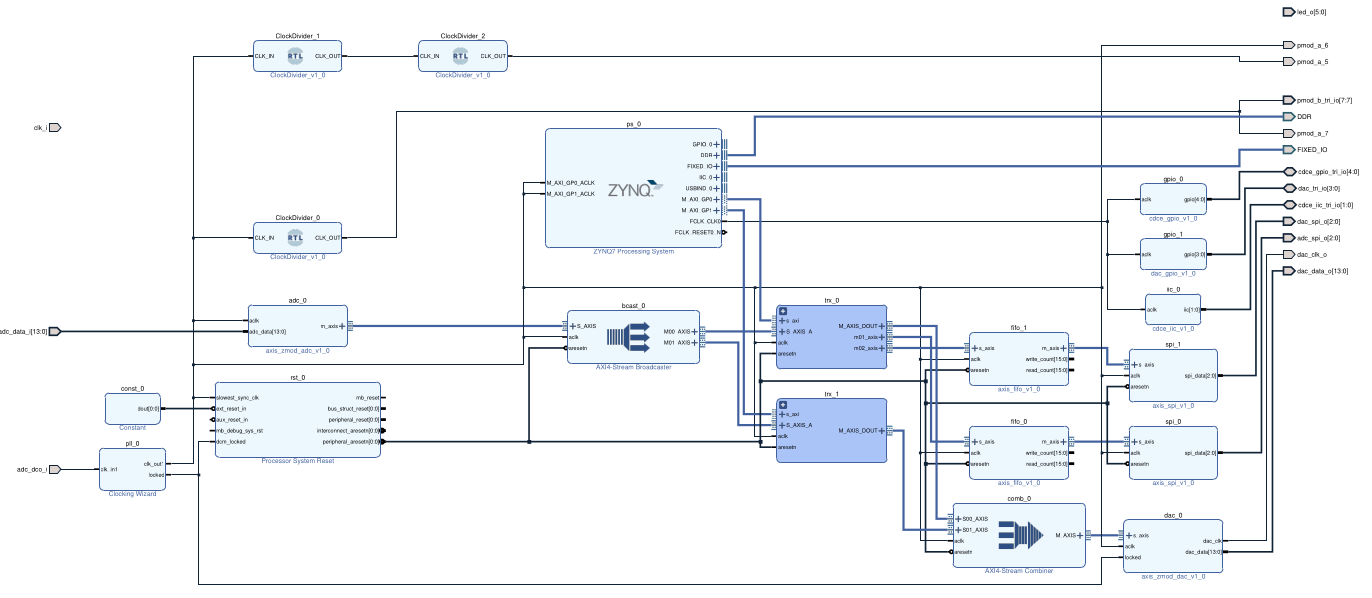 led_o[5:0]
ClockDivider_1
CLK_IN
RTL
CLK_OUT
ClockDivider_v1_0
ClockDivider_2
CLK_IN
RTL
CLK_OUT
ClockDivider_v1_0
pmod_a_6
pmod_a_5
clk_i
ps_0
GPIO_0
DDR
FIXED_IO
IIC_0
USBIND_0
M_AXI_GP0
M_AXI_GP1
FCLK_CLK0
FCLK_RESET0_N
M_AXI_GP0_ACLK
M_AXI_GP1_ACLK
ZYNQ
ZYNQ7 Processing System
pmod_b_tri_io[7:7]
DDR
pmod_a_7
FIXED_IO
cdce_gpio_tri_io[4:0]
dac_tri_io[3:0]
cdce_iic_tri_io[1:0]
dac_spi_o[2:0]
adc_spi_o[2:0]
dac_clk_o
dac_data_o[13:0]
gpio_0
aclk
gpio[4:0]
cdce_gpio_v1_0
gpio_1
aclk
gpio[3:0]
dac_gpio_v1_0
iic_0
aclk
iic[1:0]
cdce_iic_v1_0
ClockDivider_0
CLK_IN
RTL
CLK_OUT
ClockDivider_v1_0
adc_data_i[13:0]
adc_0
aclk
adc_data[13:0]
m_axis
axis_zmod_adc_v1_0
bcast_0
S_AXIS
aclk
aresetn
M00_AXIS
M01_AXIS
AXI4-Stream Broadcaster
trx_0
s_axi
S_AXIS_A
aclk
aresetn
M_AXIS_DOUT
m01_axis
m02_axis
trx_1
s_axi
S_AXIS_A
aclk
aresetn
M_AXIS_DOUT
fifo_1
s_axis
aclk
aresetn
m_axis
write_count[15:0]
read_count[15:0]
axis_fifo_v1_0
spi_1
s_axis
aclk
aresetn
spi_data[2:0]
axis_spi_v1_0
fifo_0
s_axis
aclk
aresetn
m_axis
write_count[15:0]
read_count[15:0]
axis_fifo_v1_0
spi_0
s_axis
aclk
aresetn
spi_data[2:0]
axis_spi_v1_0
const_0
dout[0:0]
Constant
rst_0
slowest_sync_clk
ext_reset_in
aux_reset_in
mb_debug_sys_rst
dcm_locked
mb_reset
bus_struct_reset[0:0]
peripheral_reset[0:0]
interconnect_aresetn[0:0]
peripheral_aresetn[0:0]
Processor System Reset
adc_dco_i
pll_0
clk_in1
clk_out1
locked
Clocking Wizard
comb_0
S00_AXIS
S01_AXIS
aclk
aresetn
M_AXIS
AXI4-Stream Combiner
dac_0
s_axis
aclk
locked
dac_clk
dac_data[13:0]
axis_zmod_dac_v1_0